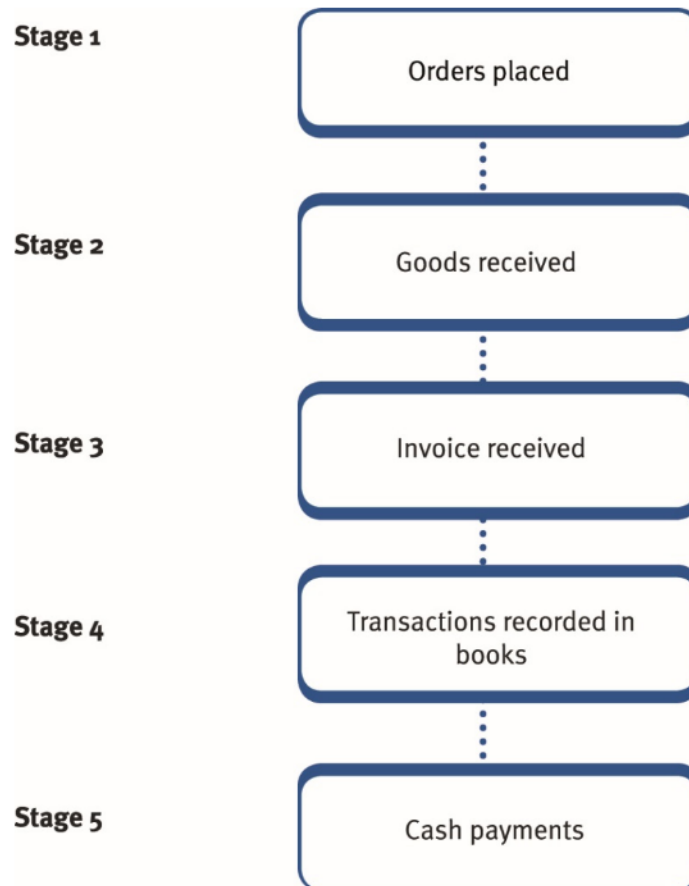 Stage 1
Orders placed
Stage 2
Goods received
Stage 3
Invoice received
Stage 4
Transactions recorded in
books
Stage 5
Cash payments